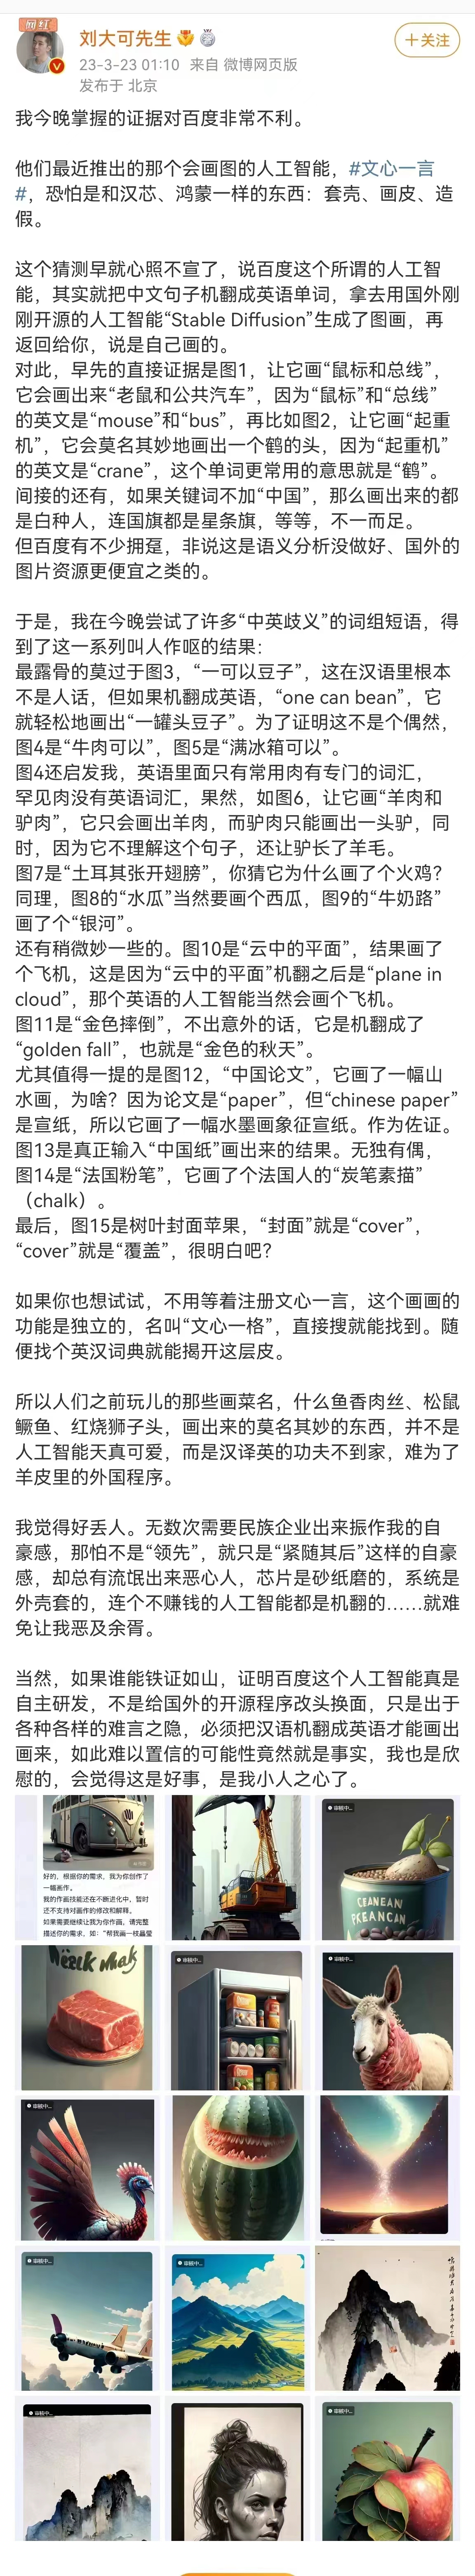 网红
刘大可先生
23-3-23 01:10 来自 微博网页版
发布于 北京
＋关注
我今晚掌握的证据对百度非常不利。
他们最近推出的那个会画图的人工智能，#文心一言
#，恐怕是和汉芯、鸿蒙一样的东西：套壳、画皮、造
假。
这个猜测早就心照不宣了，说百度这个所谓的人工智
能，其实就把中文句子机翻成英语单词，拿去用国外刚
刚开源的人工智能“Stable Diffusion”生成了图画，再
返回给你，说是自己画的。
对此，早先的直接证据是图1，让它画“鼠标和总线”，
它会画出来“老鼠和公共汽车”，因为“鼠标”和“总线”
的英文是“mouse”和“bus”，再比如图2，让它画“起重
机”，它会莫名其妙地画出一个鹤的头，因为“起重机”
的英文是“crane”，这个单词更常用的意思就是“鹤”。
间接的还有，如果关键词不加“中国”，那么画出来的都
是白种人，连国旗都是星条旗，等等，不一而足。
但百度有不少拥趸，非说这是语义分析没做好、国外的
图片资源更便宜之类的。
于是，我在今晚尝试了许多“中英歧义”的词组短语，得
到了这一系列叫人作呕的结果：
最露骨的莫过于图3，“一可以豆子”，这在汉语里根本
不是人话，但如果机翻成英语，“one can bean”，它
就轻松地画出“一罐头豆子”。为了证明这不是个偶然，
图4是“牛肉可以”，图5是“满冰箱可以”。
图4还启发我，英语里面只有常用肉有专门的词汇，
罕见肉没有英语词汇，果然，如图6，让它画“羊肉和
驴肉”，它只会画出羊肉，而驴肉只能画出一头驴，同
时，因为它不理解这个句子，还让驴长了羊毛。
图7是“土耳其张开翅膀”，你猜它为什么画了个火鸡？
同理，图8的“水瓜”当然要画个西瓜，图9的“牛奶路”
画了个“银河”。
还有稍微妙一些的。图10是“云中的平面”，结果画了
个飞机，这是因为“云中的平面”机翻之后是“plane in
cloud”，那个英语的人工智能当然会画个飞机。
图11是“金色摔倒”，不出意外的话，它是机翻成了
“golden fall”，也就是“金色的秋天”。
尤其值得一提的是图12，“中国论文”，它画了一幅山
水画，为啥？因为论文是“paper”，但“chinese paper”
是宣纸，所以它画了一幅水墨画象征宣纸。作为佐证。
图13是真正输入“中国纸”画出来的结果。无独有偶，
图14是“法国粉笔”，它画了个法国人的“炭笔素描”
（chalk）。
最后，图15是树叶封面苹果，“封面”就是“cover”，
“cover”就是“覆盖”，很明白吧？
如果你也想试试，不用等着注册文心一言，这个画画的
功能是独立的，名叫“文心一格”，直接搜就能找到。随
便找个英汉词典就能揭开这层皮。
所以人们之前玩儿的那些画菜名，什么鱼香肉丝、松鼠
鳜鱼、红烧狮子头，画出来的莫名其妙的东西，并不是
人工智能天真可爱，而是汉译英的功夫不到家，难为了
羊皮里的外国程序。
我觉得好丢人。无数次需要民族企业出来振作我的自
豪感，那怕不是“领先”，就只是“紧随其后”这样的自豪
感，却总有流氓出来恶心人，芯片是砂纸磨的，系统是
外壳套的，连个不赚钱的人工智能都是机翻的……就难
免让我恶及余胥。
当然，如果谁能铁证如山，证明百度这个人工智能真是
自主研发，不是给国外的开源程序改头换面，只是出于
各种各样的难言之隐，必须把汉语机翻成英语才能画出
画来，如此难以置信的可能性竟然就是事实，我也是欣
慰的，会觉得这是好事，是我小人之心了。
好的，根据你的需求，我为你创作了
一幅画作。
我的作画技能还在不断进化中，暂时
还不支持对画作的修改和解释。
如果需要继续让我为你作画，请完整
描述你的需求，如：“帮我画一枝晶莹
审核中...
CEANEAN
PKEANCAN
审核中...
审核中...
审核中...
审核中...
审核中...
审核中...
审核中...